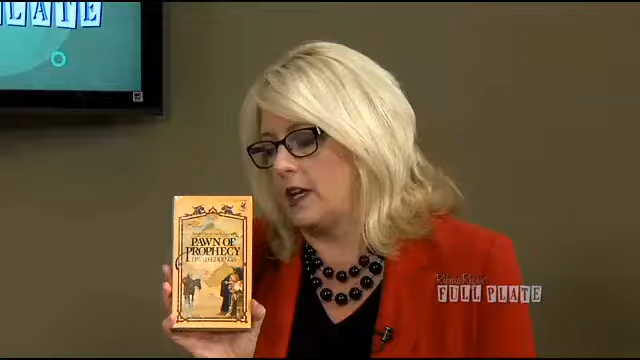 PLATE
PAWN OF
PROPHECY
DAVID EDDINGS
FULL PLATE